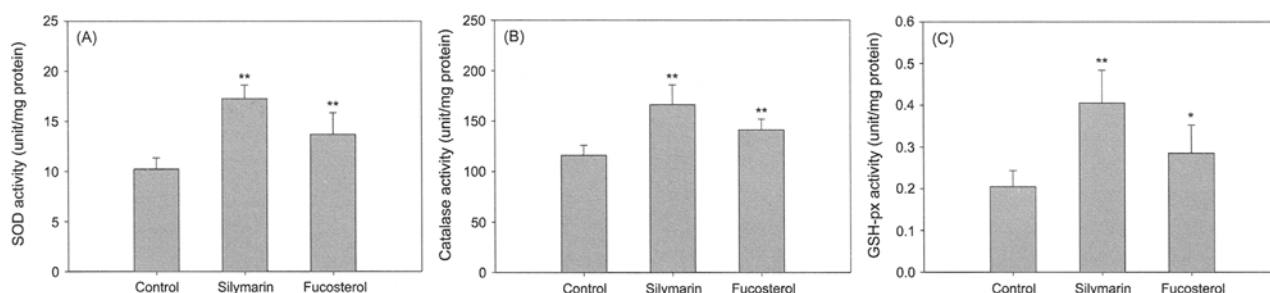 (A)
SOD activity (unit/mg protein)
25
20
15
10
5
0
**
**
Control Silymarin Fucosterol
(B)
Catalase activity (unit/mg protein)
250
200
150
100
50
0
**
**
Control Silymarin Fucosterol
(C)
GSH-px activity (unit/mg protein)
0.6
0.5
0.4
0.3
0.2
0.1
0.0
**
*
Control Silymarin Fucosterol